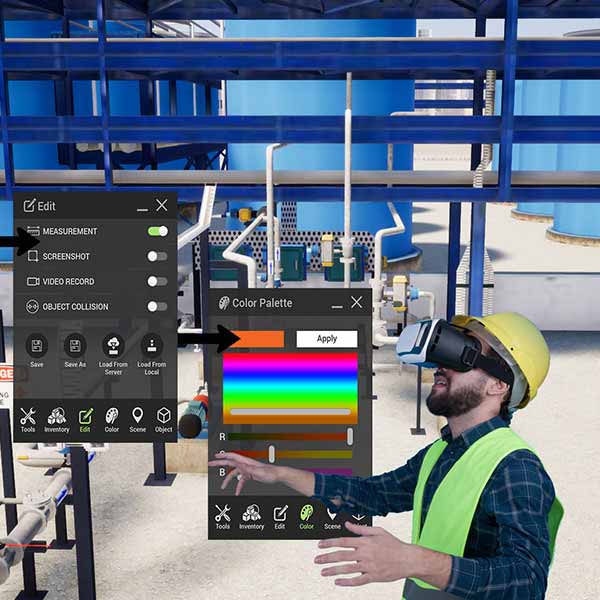 Edit
MEASUREMENT
SCREENSHOT
VIDEO RECORD
OBJECT COLLISION
Save
Save As
Load From
Server
Load From
Local
Tools
Inventory
Edit
Color
Scene
Object
Color Palette
Apply
R
B
Tools
Inventory
Edit
Color
Scene